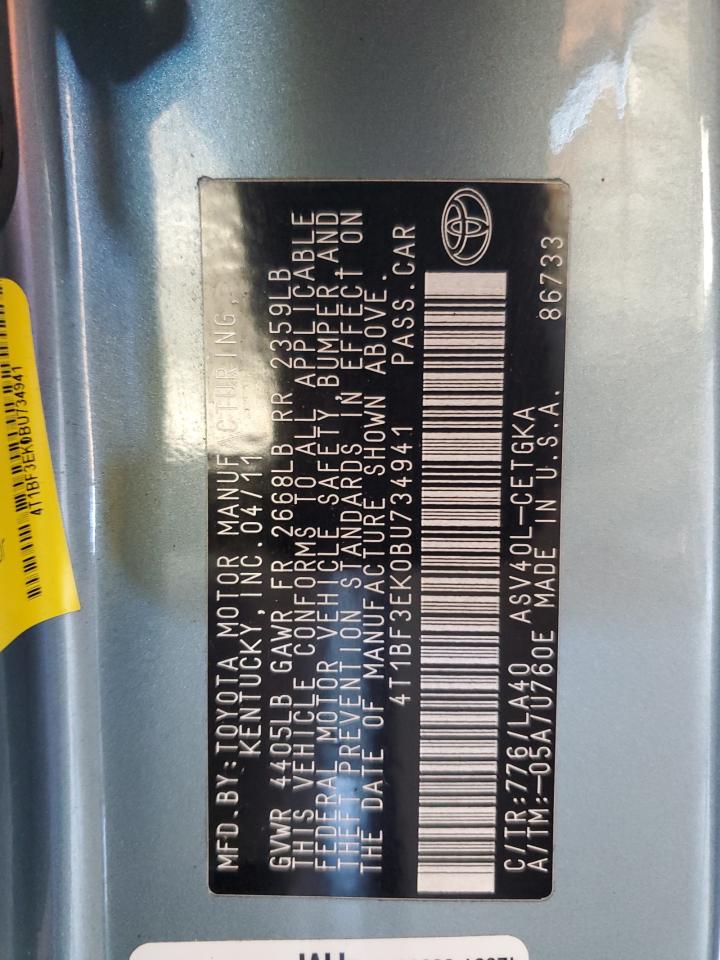 MFD.BY:TOYOTA MOTOR MANUFACTURING,
KENTUCKY, INC. 04/11
GVWR 4405LB GAWR FR 2668LB RR 2359LB
THIS VEHICLE CONFORMS TO ALL APPLICABLE
FEDERAL MOTOR VEHICLE SAFETY, BUMPER, AND
THEFT PREVENTION STANDARDS IN EFFECT ON
THE DATE OF MANUFACTURE SHOWN ABOVE.
4T1BF3EK0BU734941 PASS.CAR
C/TR:776/LA40 ASV40L-CETGKA
A/TM:-05A/U760E MADE IN U.S.A. 86733
4T1BF3EK0BU734941